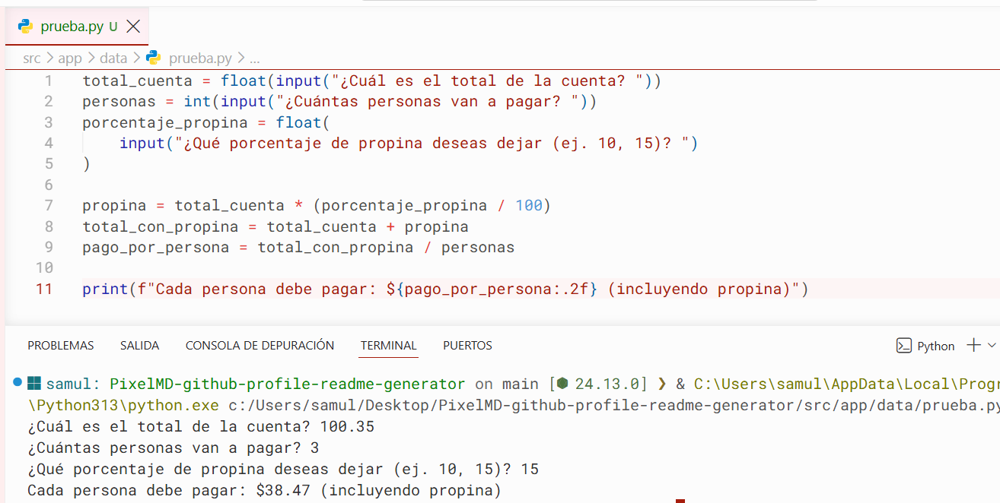 prueba.py U
src > app > data > prueba.py > ...
1 total_cuenta = float(input("¿Cuál es el total de la cuenta? "))
2 personas = int(input("¿Cuántas personas van a pagar? "))
3 porcentaje_propina = float(
4     input("¿Qué porcentaje de propina deseas dejar (ej. 10, 15)? ")
5 )
6
7 propina = total_cuenta * (porcentaje_propina / 100)
8 total_con_propina = total_cuenta + propina
9 pago_por_persona = total_con_propina / personas
10
11 print(f"Cada persona debe pagar: ${pago_por_persona:.2f} (incluyendo propina)")
PROBLEMAS SALIDA CONSOLA DE DEPURACIÓN TERMINAL PUERTOS Python
samul: PixelMD-github-profile-readme-generator on main [⬢ 24.13.0] ❯ & C:\Users\samul\AppData\Local\Progr
\Python313\python.exe c:/Users/samul/Desktop/PixelMD-github-profile-readme-generator/src/app/data/prueba.py
¿Cuál es el total de la cuenta? 100.35
¿Cuántas personas van a pagar? 3
¿Qué porcentaje de propina deseas dejar (ej. 10, 15)? 15
Cada persona debe pagar: $38.47 (incluyendo propina)